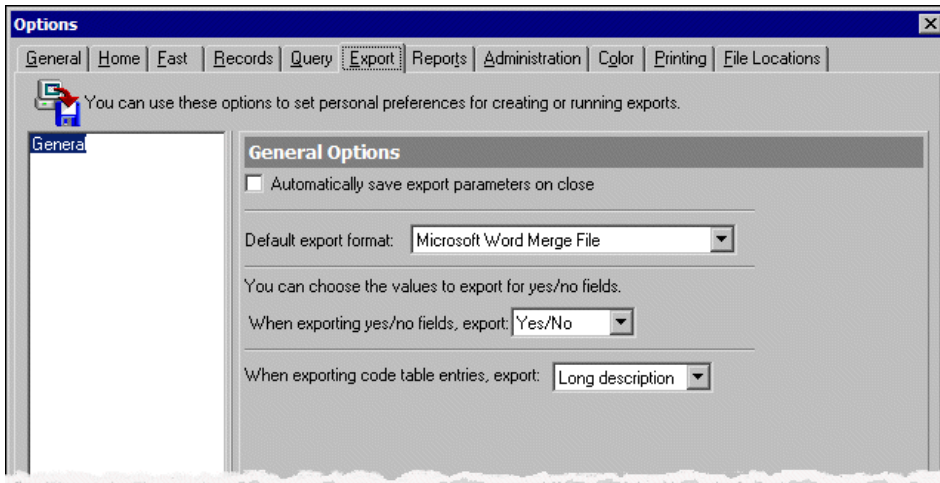 Options
General Home Fast Records Query Export Reports Administration Color Printing File Locations
You can use these options to set personal preferences for creating or running exports.
General
General Options
Automatically save export parameters on close
Default export format: Microsoft Word Merge File
You can choose the values to export for yes/no fields.
When exporting yes/no fields, export: Yes/No
When exporting code table entries, export: Long description